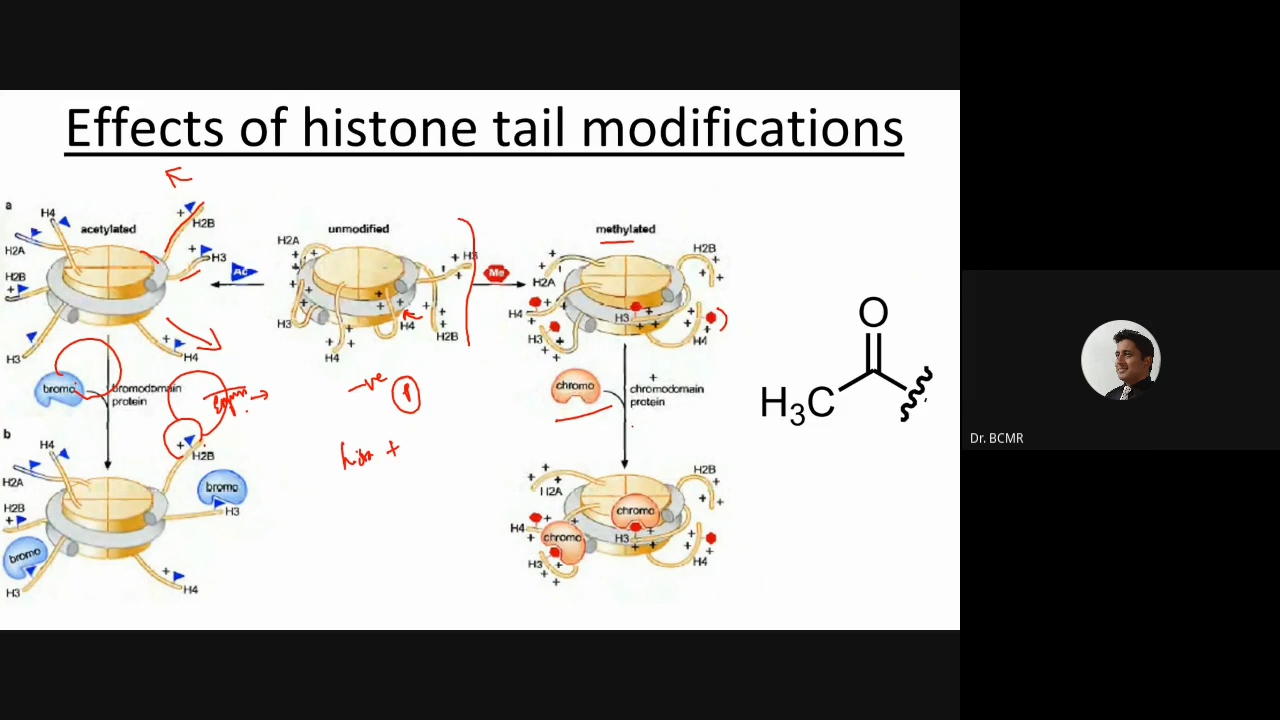 Effects of histone tail modifications
a
acetylated
unmodified
methylated
H4
H2A
H2B
H3
H2B
H3
H4
Ac
H2A
H3
H4
H4
H2B
H3
Me
H2B
H2A
H4
H3
H3
H4
H3C
O
bromo
bromodomain
protein
chromo
+
chromodomain
protein
-ve
P
b
H4
H2A
H2B
H3
H2B
H3
H4
bromo
bromo
H2B
H2A
H4
H3
H3
H4
chromo
chromo
Dr. BCMR